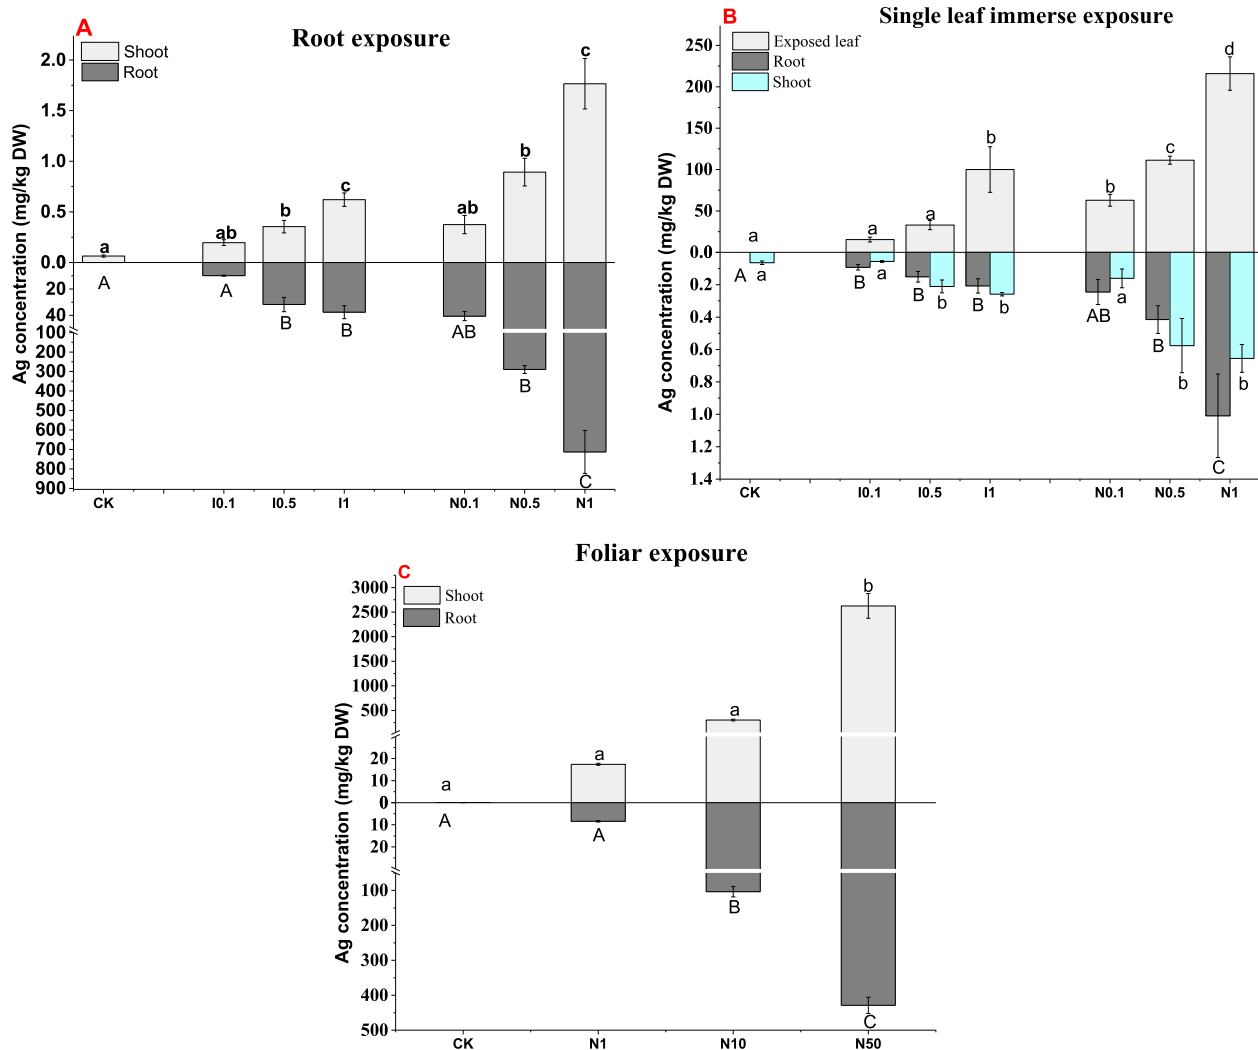 A
Root exposure
Shoot
Root
Ag concentration (mg/kg DW)
2.0
1.5
1.0
0.5
0.0
20
40
100
200
300
400
500
600
700
800
900
a
ab
b
c
ab
b
c
A
A
B
B
AB
B
C
CK
I0.1
I0.5
I1
N0.1
N0.5
N1
B
Single leaf immerse exposure
Exposed leaf
Root
Shoot
Ag concentration (mg/kg DW)
250
200
150
100
50
0.0
0.2
0.4
0.6
0.8
1.0
1.2
1.4
a
a
a
b
b
c
d
A
a
B
a
B
b
B
b
AB
a
B
b
C
b
CK
I0.1
I0.5
I1
N0.1
N0.5
N1
Foliar exposure
C
Shoot
Root
Ag concentration (mg/kg DW)
3000
2500
2000
1500
1000
500
20
10
0
10
20
100
200
300
400
500
a
a
a
b
A
A
B
C
CK
N1
N10
N50